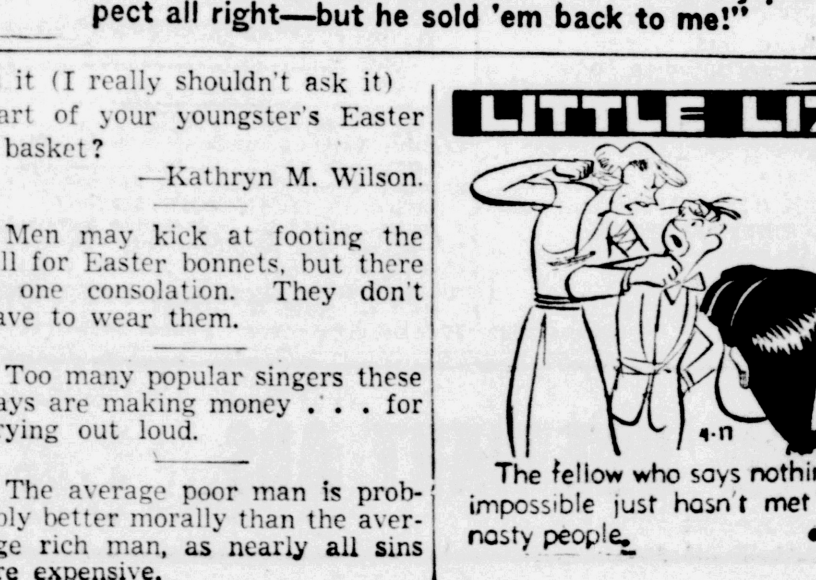 pect all right—but he sold 'em back to me!"
it (I really shouldn't ask it)
art of your youngster's Easter
basket?
—Kathryn M. Wilson.
Men may kick at footing the
ll for Easter bonnets, but there
one consolation. They don't
ave to wear them.
Too many popular singers these
ays are making money . . . for
rying out loud.
The average poor man is prob-
bly better morally than the aver-
ge rich man, as nearly all sins
re expensive.
LITTLE LIZ
4-17
The fellow who says nothin
impossible just hasn't met
nasty people.